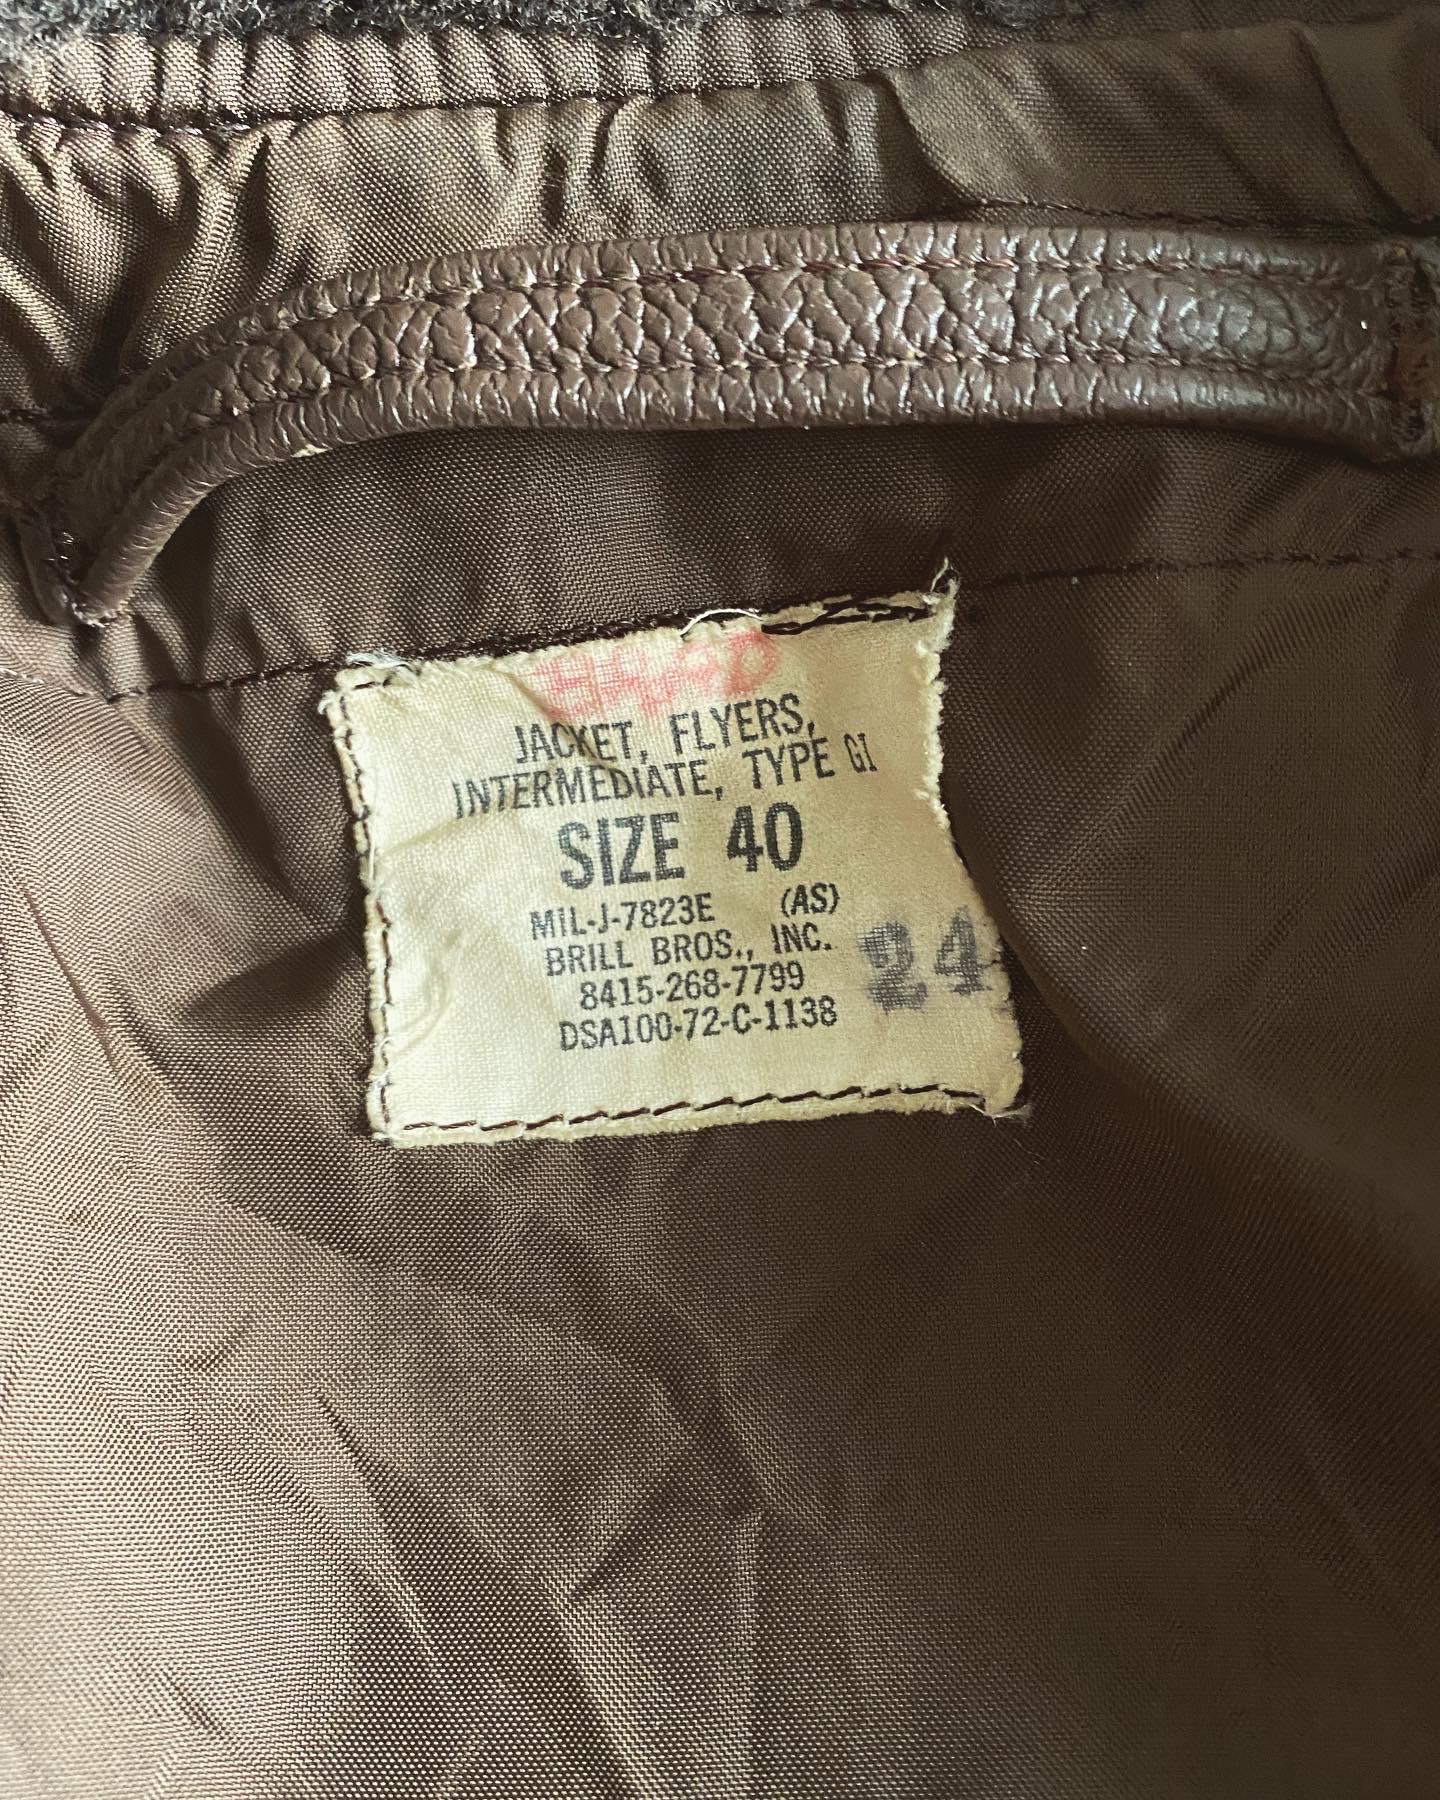 JACKET, FLYERS,
INTERMEDIATE, TYPE GI
SIZE 40
MIL-J-7823E (AS)
BRILL BROS., INC.
8415-268-7799
DSA100-72-C-1138
24